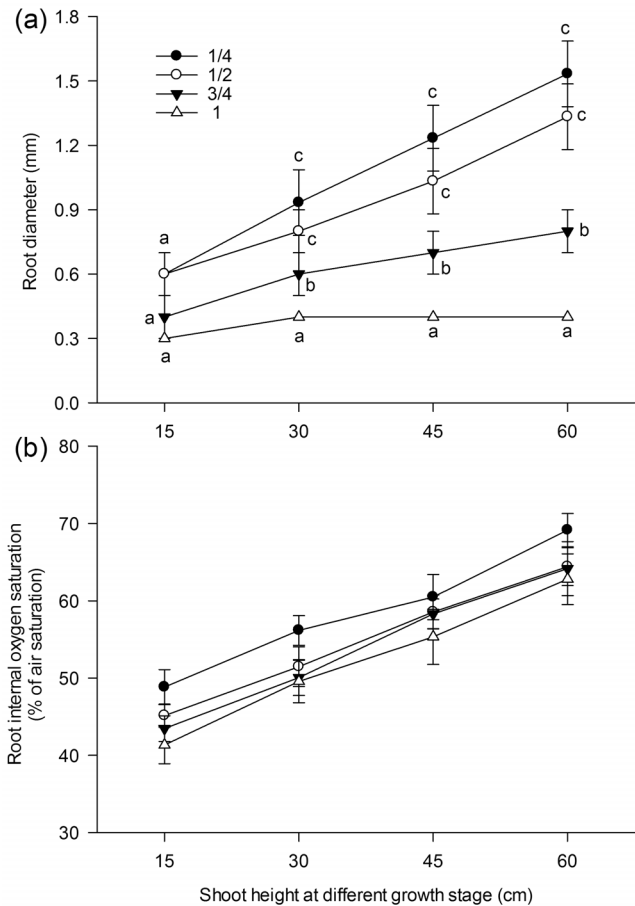 (a)
1.8
1.5
1.2
0.9
0.6
0.3
0.0
Root diameter (mm)
1/4
1/2
3/4
1
a
a
a
c
c
b
a
c
c
b
a
c
c
b
a
15
30
45
60
(b)
80
70
60
50
40
30
Root internal oxygen saturation
(% of air saturation)
15
30
45
60
Shoot height at different growth stage (cm)